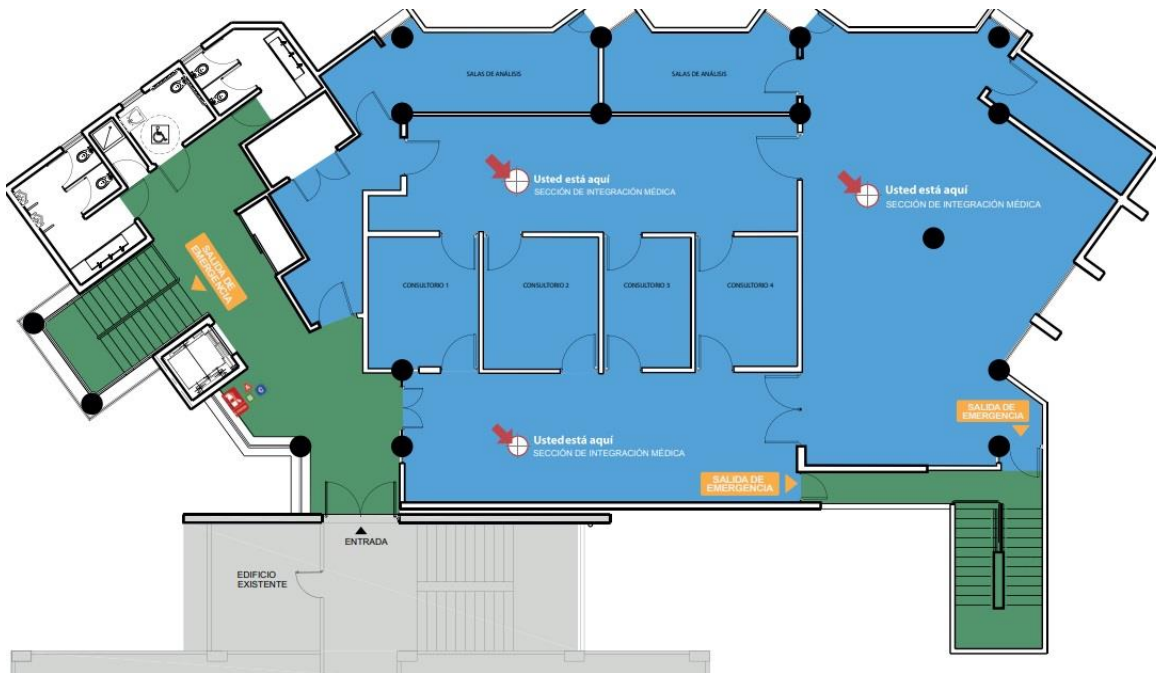 SALAS DE ANÁLISIS
SALAS DE ANÁLISIS
Usted está aquí
SECCIÓN DE INTEGRACIÓN MÉDICA
Usted está aquí
SECCIÓN DE INTEGRACIÓN MÉDICA
SALIDA DE
EMERGENCIA
CONSULTORIO 1
CONSULTORIO 2
CONSULTORIO 3
CONSULTORIO 4
A
B
C
SALIDA DE
EMERGENCIA
Usted está aquí
SECCIÓN DE INTEGRACIÓN MÉDICA
SALIDA DE
EMERGENCIA
ENTRADA
EDIFICIO
EXISTENTE